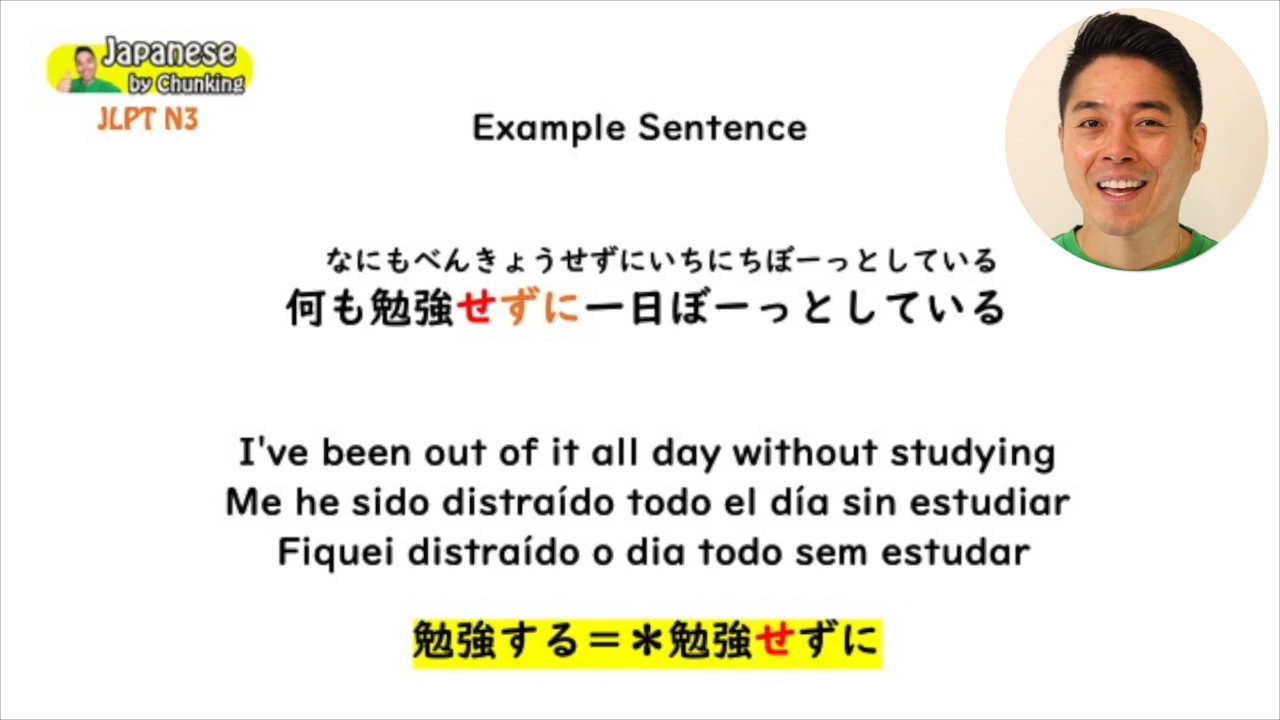 Japanese
by Chunking
JLPT N3
Example Sentence
なにもべんきょうせずにいちにちぼーっとしている
何も勉強せずに一日ぼーっとしている
I've been out of it all day without studying
Me he sido distraído todo el día sin estudiar
Fiquei distraído o dia todo sem estudar
勉強する＝＊勉強せずに